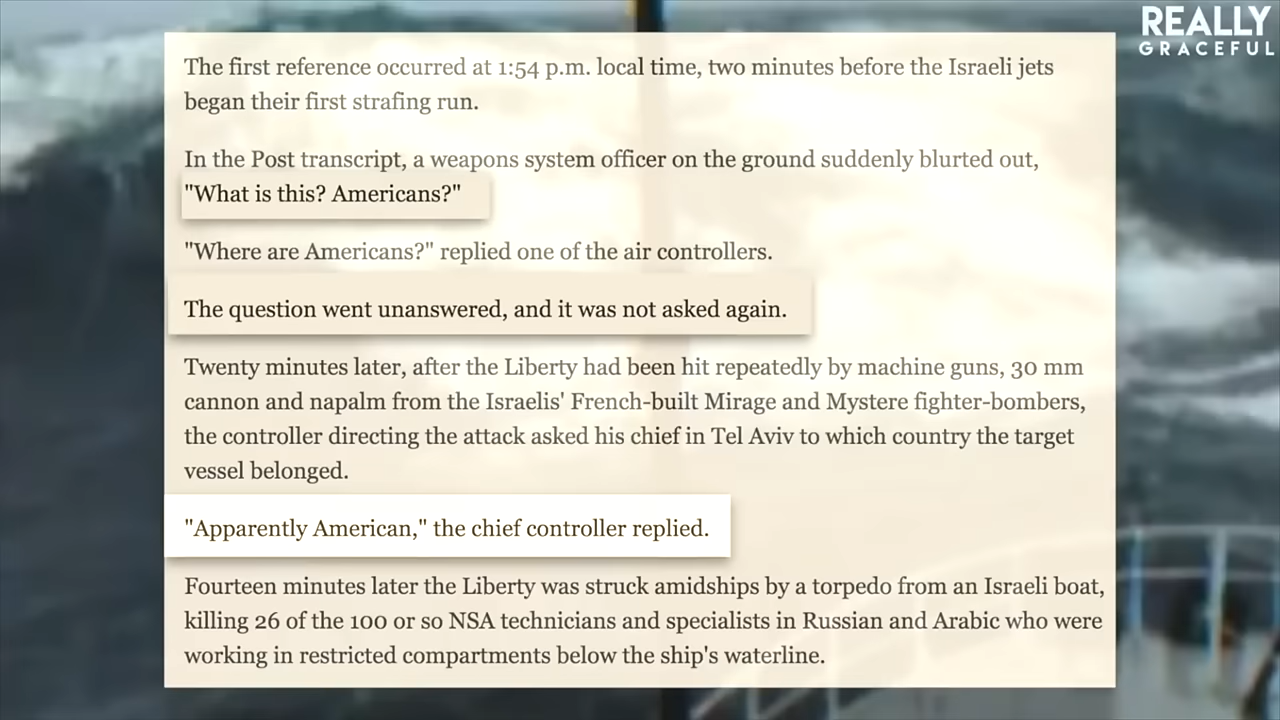 REALLY
GRACEFUL
The first reference occurred at 1:54 p.m. local time, two minutes before the Israeli jets
began their first strafing run.
In the Post transcript, a weapons system officer on the ground suddenly blurted out,
"What is this? Americans?"
"Where are Americans?" replied one of the air controllers.
The question went unanswered, and it was not asked again.
Twenty minutes later, after the Liberty had been hit repeatedly by machine guns, 30 mm
cannon and napalm from the Israelis' French-built Mirage and Mystere fighter-bombers,
the controller directing the attack asked his chief in Tel Aviv to which country the target
vessel belonged.
"Apparently American," the chief controller replied.
Fourteen minutes later the Liberty was struck amidships by a torpedo from an Israeli boat,
killing 26 of the 100 or so NSA technicians and specialists in Russian and Arabic who were
working in restricted compartments below the ship's waterline.